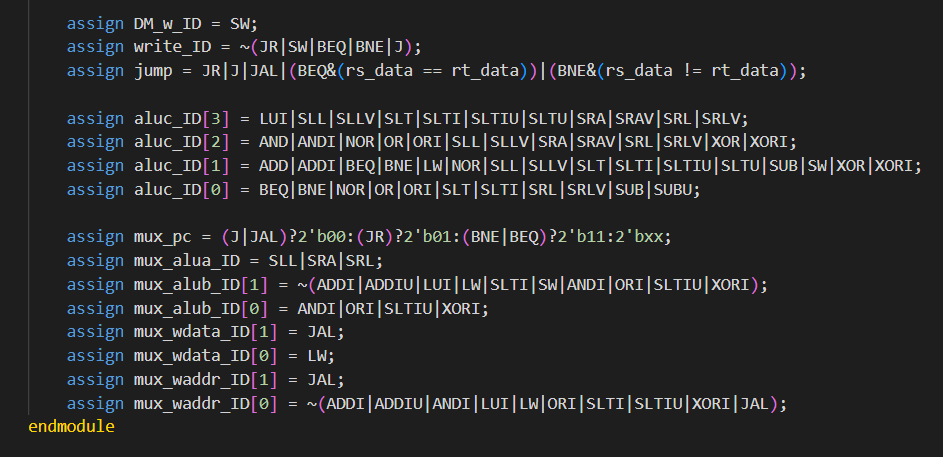 assign DM_w_ID = SW;
assign write_ID = ~(JR|SW|BEQ|BNE|J);
assign jump = JR|J|JAL|(BEQ&(rs_data == rt_data))|(BNE&(rs_data != rt_data));
assign aluc_ID[3] = LUI|SLL|SLLV|SLT|SLTI|SLTIU|SLTU|SRA|SRAV|SRL|SRLV;
assign aluc_ID[2] = AND|ANDI|NOR|OR|ORI|SLL|SLLV|SRA|SRAV|SRL|SRLV|XOR|XORI;
assign aluc_ID[1] = ADD|ADDI|BEQ|BNE|LW|NOR|SLL|SLLV|SLT|SLTI|SLTIU|SLTU|SUB|SW|XOR|XORI;
assign aluc_ID[0] = BEQ|BNE|NOR|OR|ORI|SLT|SLTI|SRL|SRLV|SUB|SUBU;
assign mux_pc = (J|JAL)?2'b00:(JR)?2'b01:(BNE|BEQ)?2'b11:2'bxx;
assign mux_alua_ID = SLL|SRA|SRL;
assign mux_alub_ID[1] = ~(ADDI|ADDIU|LUI|LW|SLTI|SW|ANDI|ORI|SLTIU|XORI);
assign mux_alub_ID[0] = ANDI|ORI|SLTIU|XORI;
assign mux_wdata_ID[1] = JAL;
assign mux_wdata_ID[0] = LW;
assign mux_waddr_ID[1] = JAL;
assign mux_waddr_ID[0] = ~(ADDI|ADDIU|ANDI|LUI|LW|ORI|SLTI|SLTIU|XORI|JAL);
endmodule